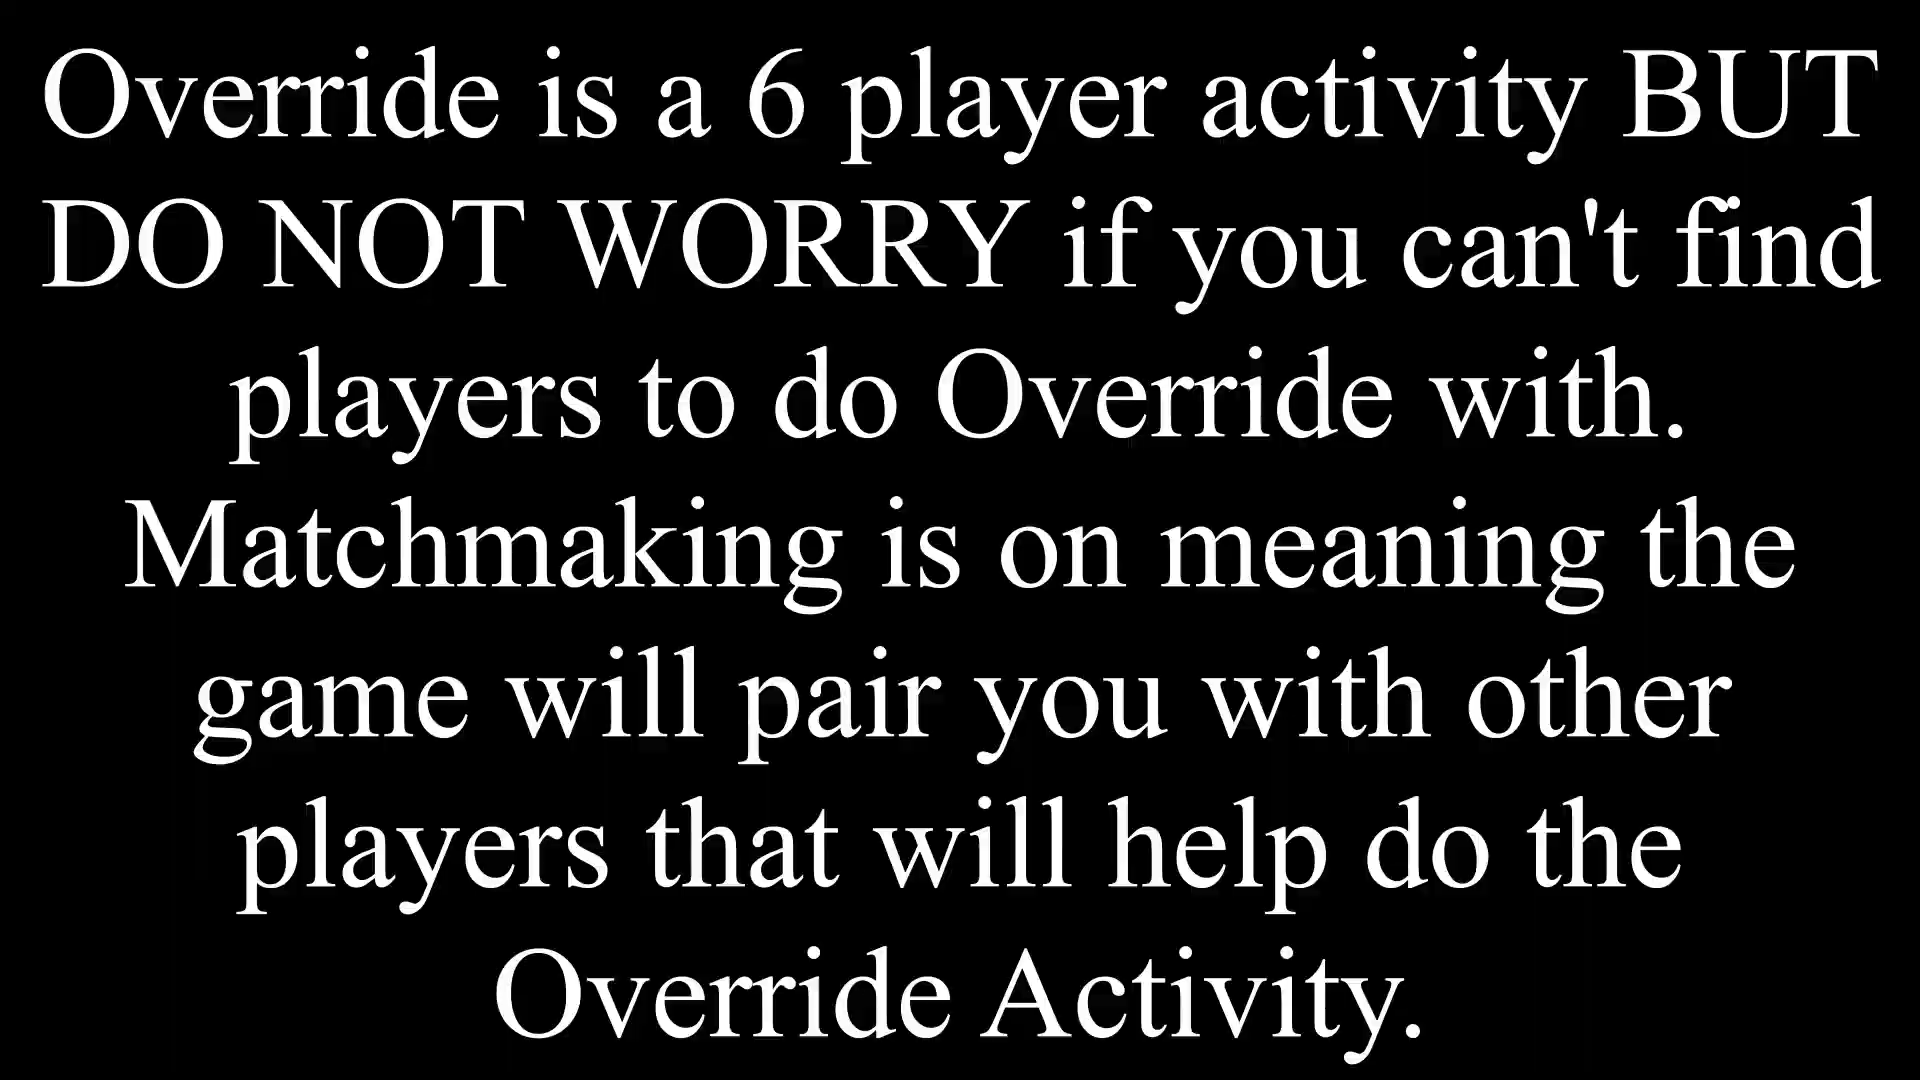 Override is a 6 player activity BUT
DO NOT WORRY if you can't find
players to do Override with.
Matchmaking is on meaning the
game will pair you with other
players that will help do the
Override Activity.